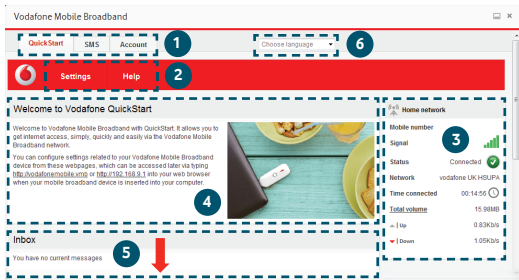 Vodafone Mobile Broadband
QuickStart SMS Account
1
Choose language
6
Settings Help
2
Welcome to Vodafone QuickStart
Welcome to Vodafone Mobile Broadband with QuickStart. It allows you to
get internet access, simply, quickly and easily via the Vodafone Mobile
Broadband network.
You can configure settings related to your Vodafone Mobile Broadband
device from these webpages, which can be accessed later via typing
http://vodafonemobile.vmb or http://192.168.9.1 into your web browser
when your mobile broadband device is inserted into your computer.
4
Home network
Mobile number
3
Signal
Status Connected
Network vodafone UK HSUPA
Time connected 00:14:56
Total volume 15.98MB
Up 0.83Kb/s
Down 1.05Kb/s
Inbox
You have no current messages
5